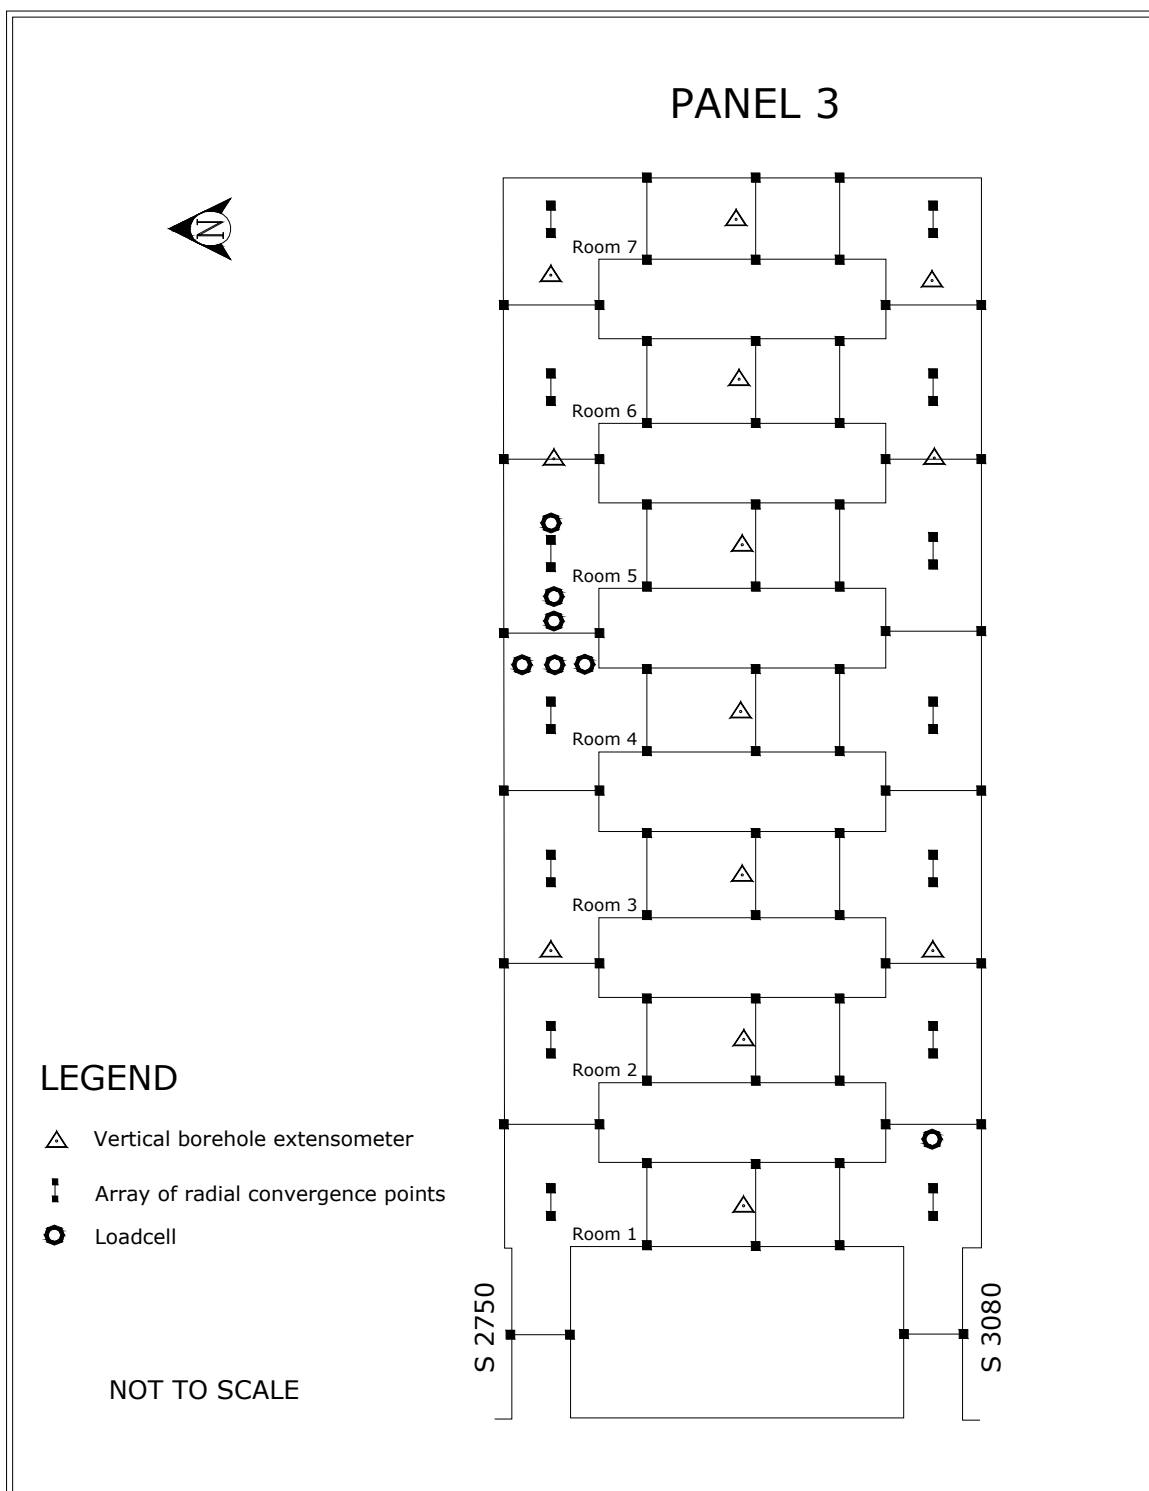 PANEL 3
N
Room 7
Room 6
Room 5
Room 4
Room 3
Room 2
Room 1
LEGEND
Vertical borehole extensometer
Array of radial convergence points
Loadcell
S 2750
S 3080
NOT TO SCALE